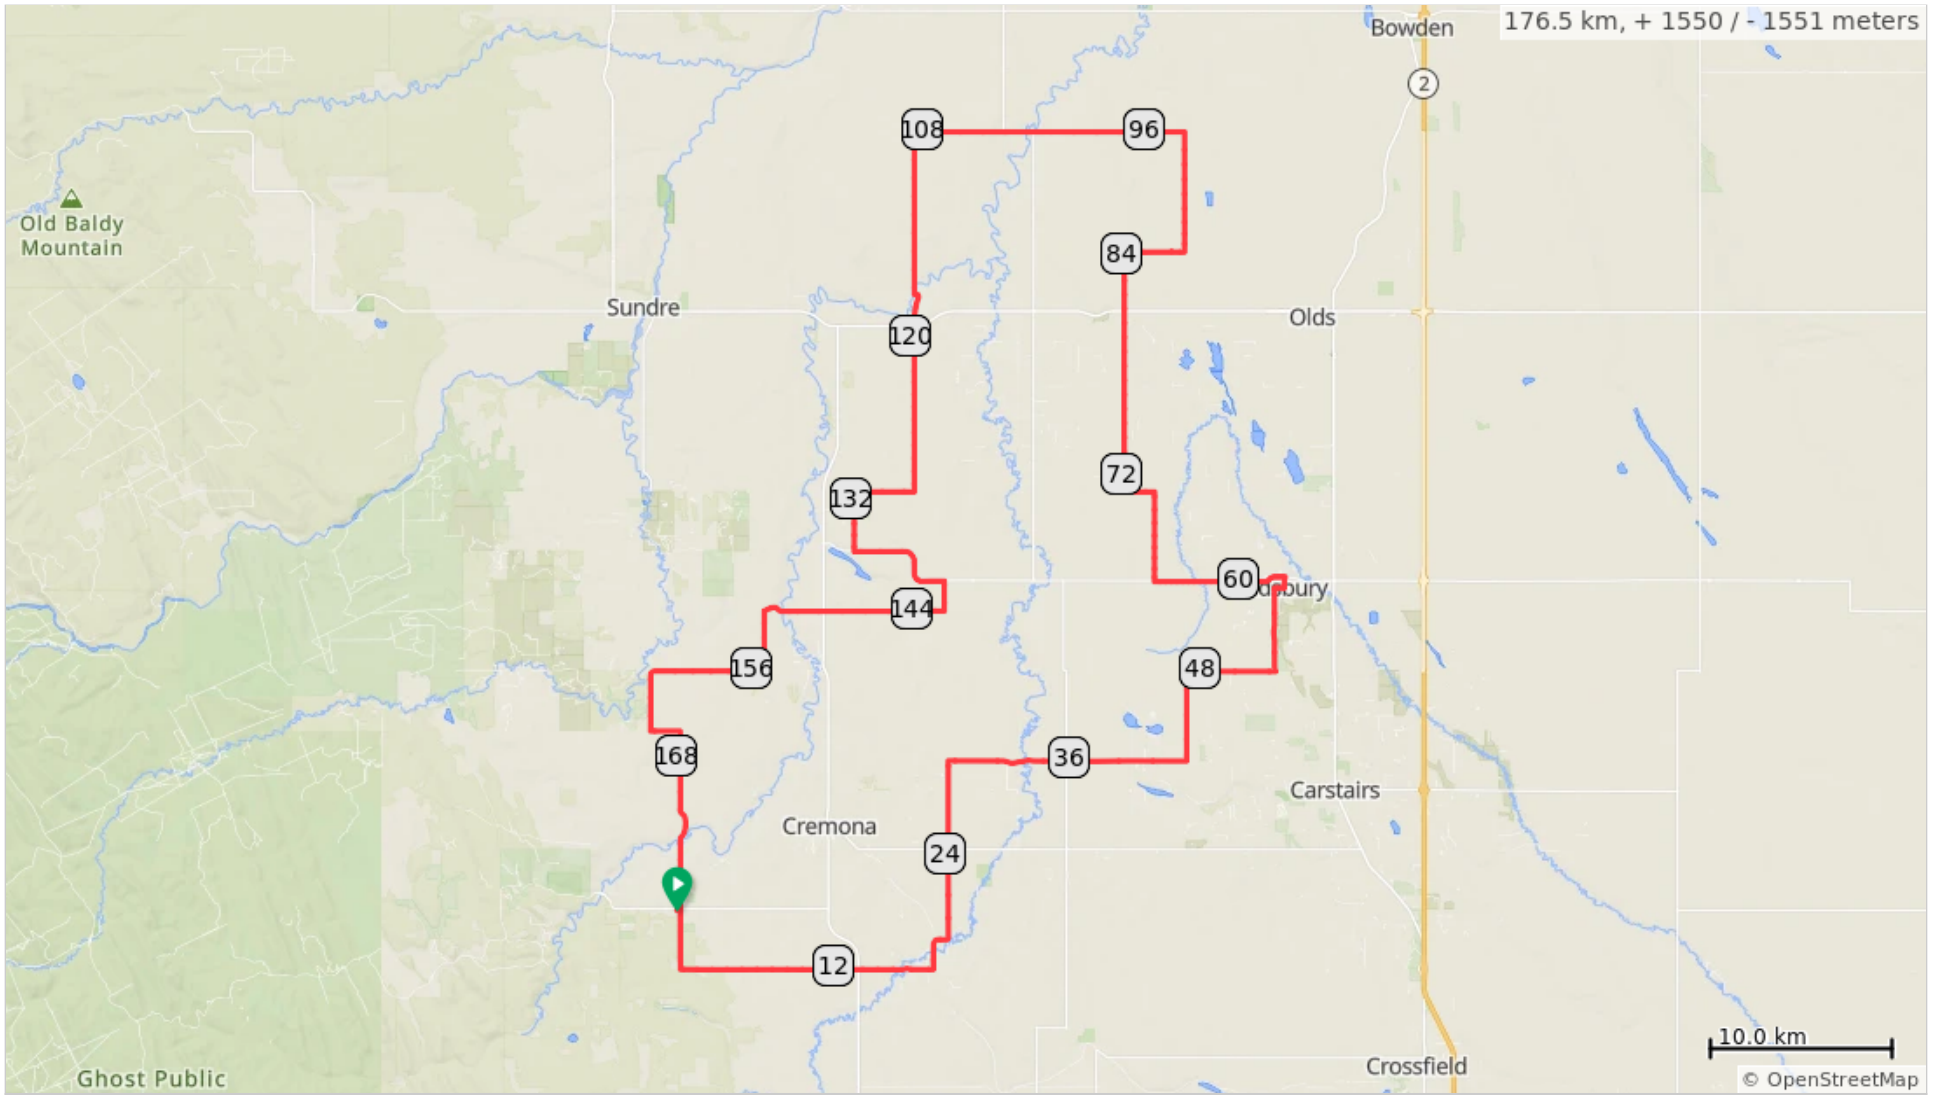 Bowden
176.5 km, + 1550 / - 1551 meters
2
108
96
Old Baldy
Mountain
84
Sundre
120
Olds
72
132
60
dsbury
144
156
48
168
36
Carstairs
Cremona
24
12
10.0 km
Crossfield
Ghost Public
© OpenStreetMap